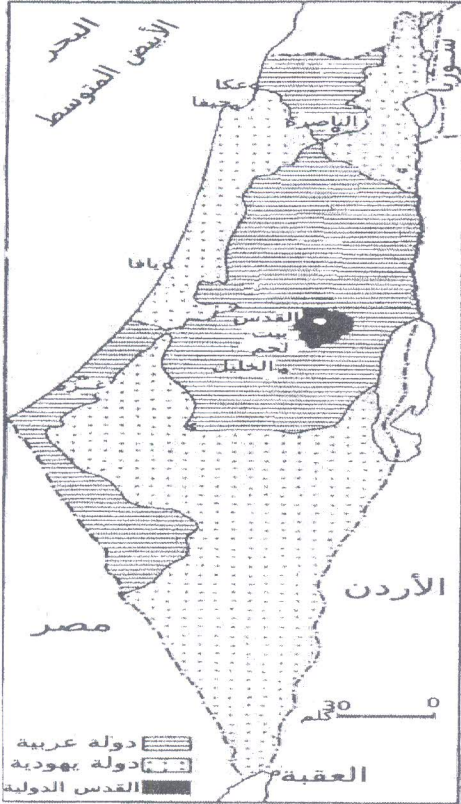 البحر
الأبيض المتوسط
سوريا
عكا
حيفا
الناصرة
يافا
القدس
بيت
لحم
الخليل
الأردن
مصر
30 0
كلم
العقبة
دولة عربية
دولة يهودية
القدس الدولية